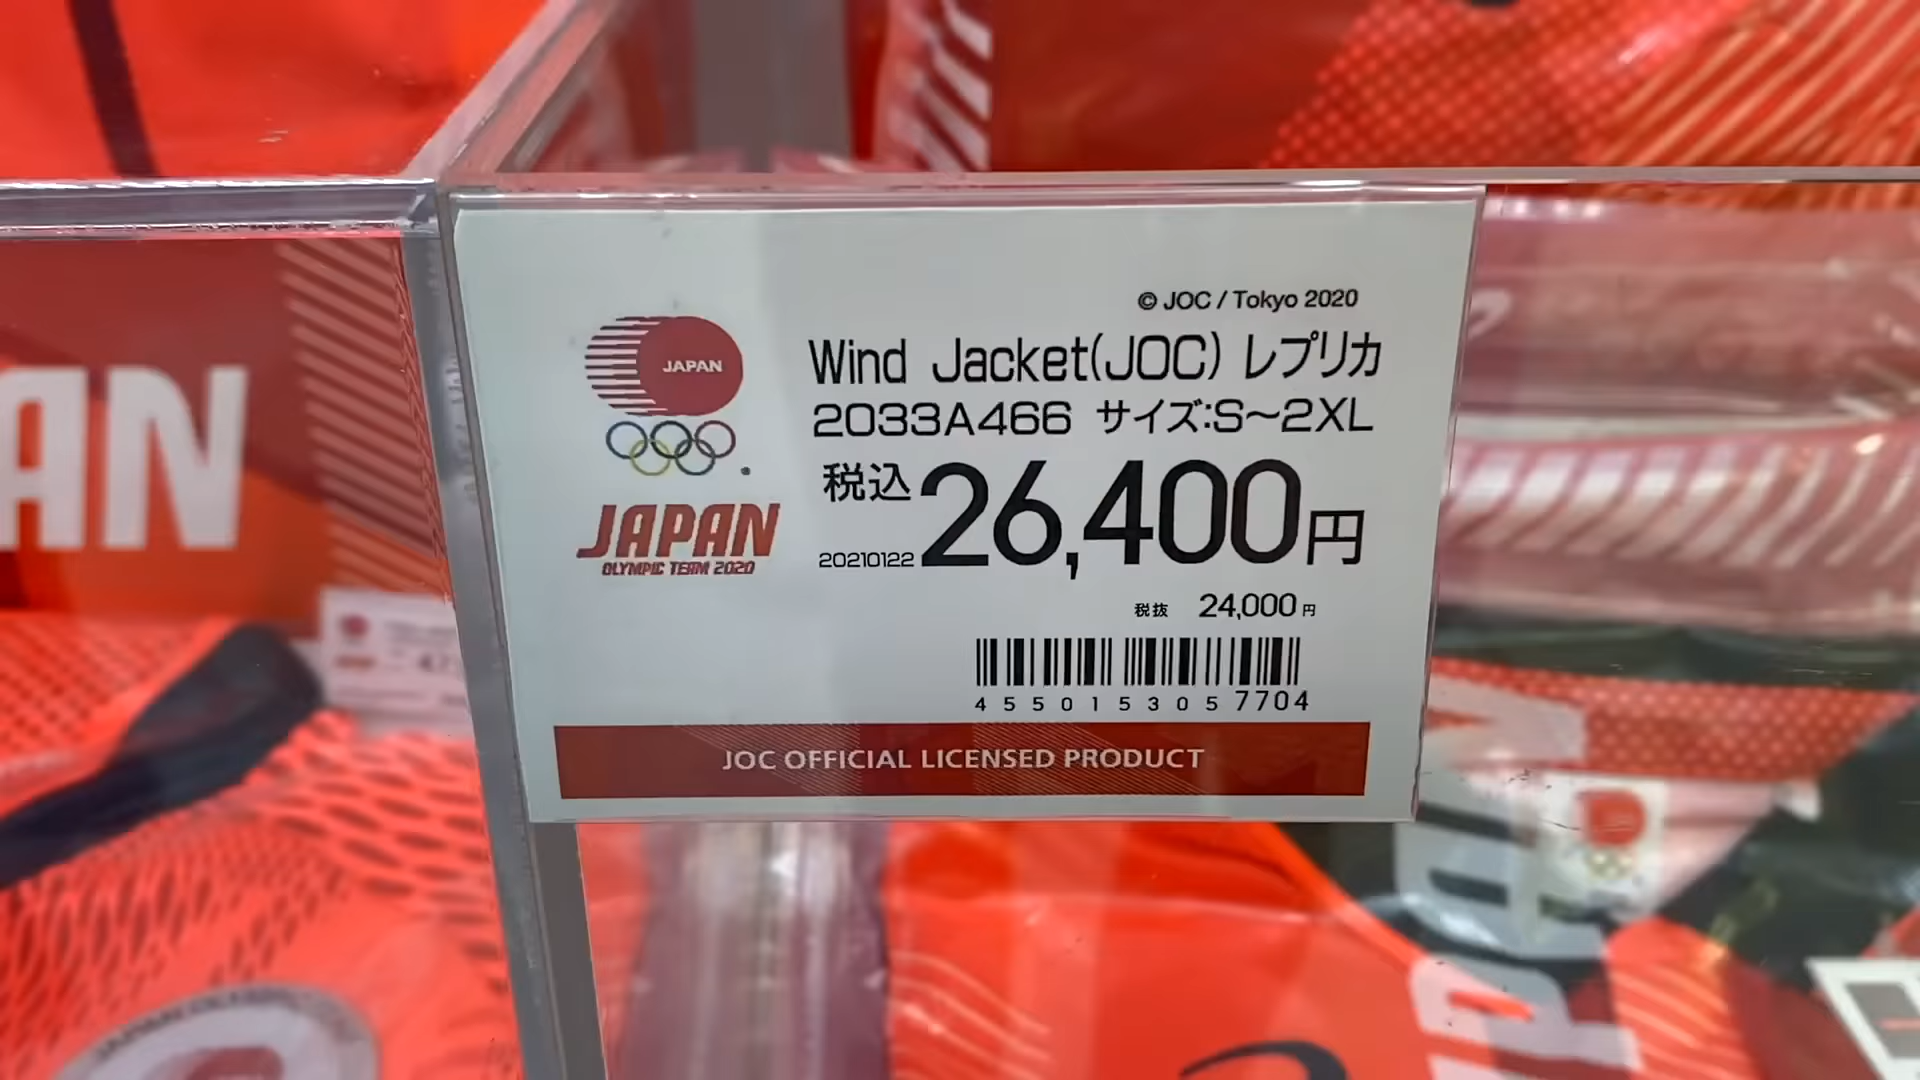 AN
© JOC / Tokyo 2020
JAPAN
Wind Jacket(JOC) レプリカ
2033A466 サイズ:S〜2XL
税込 26,400円
20210122
JAPAN
OLYMPIC TEAM 2020
税抜 24,000円
4550153057704
JOC OFFICIAL LICENSED PRODUCT